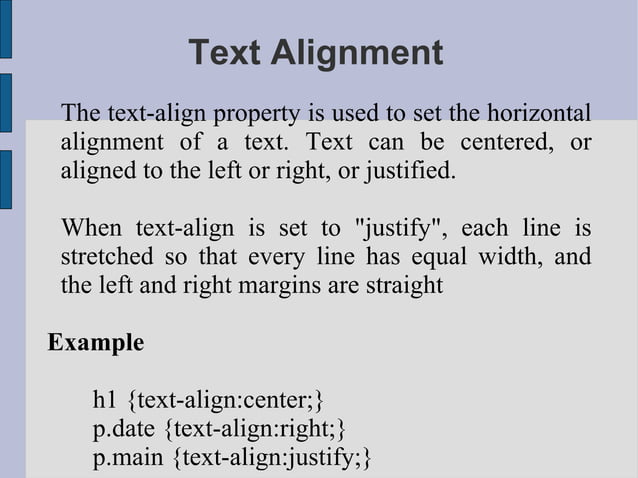 Text Alignment
The text-align property is used to set the horizontal
alignment of a text. Text can be centered, or
aligned to the left or right, or justified.
When text-align is set to "justify", each line is
stretched so that every line has equal width, and
the left and right margins are straight
Example
h1 {text-align:center;}
p.date {text-align:right;}
p.main {text-align:justify;}